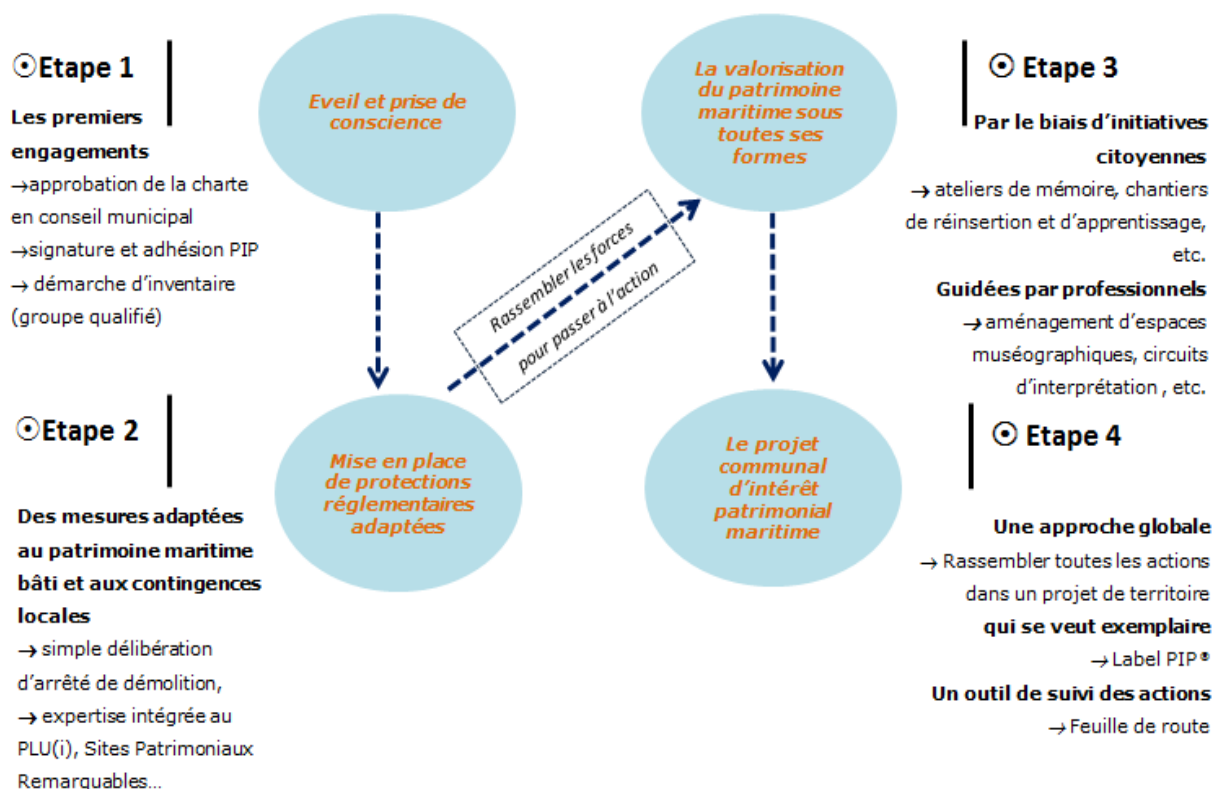 ⦿Etape 1
Les premiers
engagements
→approbation de la charte
en conseil municipal
→signature et adhésion PIP
→ démarche d'inventaire
(groupe qualifié)
Eveil et prise de
conscience
⦿Etape 2
Des mesures adaptées
au patrimoine maritime
bâti et aux contingences
locales
→ simple délibération
d'arrêté de démolition,
→ expertise intégrée au
PLU(i), Sites Patrimoniaux
Remarquables…
Mise en place
de protections
réglementaires
adaptées
Rassembler les forces
pour passer à l'action
La valorisation
du patrimoine
maritime sous
toutes ses
formes
⦿ Etape 3
Par le biais d'initiatives
citoyennes
→ ateliers de mémoire, chantiers
de réinsertion et d'apprentissage,
etc.
Guidées par professionnels
→ aménagement d'espaces
muséographiques, circuits
d'interprétation , etc.
Le projet
communal
d'intérêt
patrimonial
maritime
⦿ Etape 4
Une approche globale
→ Rassembler toutes les actions
dans un projet de territoire
qui se veut exemplaire
→ Label PIP®
Un outil de suivi des actions
→ Feuille de route